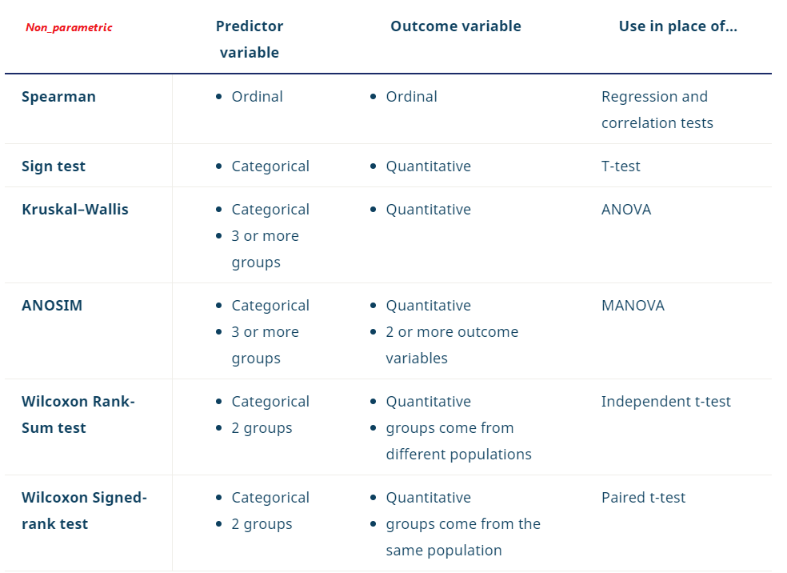 Non_parametric
Predictor variable
Outcome variable
Use in place of...
Spearman
• Ordinal
• Ordinal
Regression and
correlation tests
Sign test
• Categorical
• Quantitative
T-test
Kruskal–Wallis
• Categorical
• 3 or more
groups
• Quantitative
ANOVA
ANOSIM
• Categorical
• 3 or more
groups
• Quantitative
• 2 or more outcome
variables
MANOVA
Wilcoxon Rank-
Sum test
• Categorical
• 2 groups
• Quantitative
• groups come from
different populations
Independent t-test
Wilcoxon Signed-
rank test
• Categorical
• 2 groups
• Quantitative
• groups come from the
same population
Paired t-test